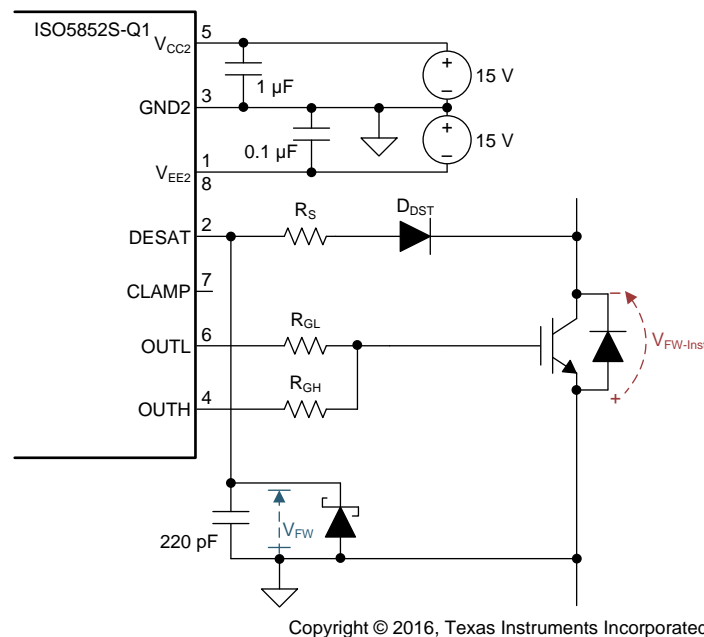 ISO5852S-Q1
VCC2
5
15 V
1 µF
GND2
3
15 V
0.1 µF
VEE2
1
8
RS
DDST
DESAT
2
CLAMP
7
RGL
OUTL
6
VFW-Inst
RGH
OUTH
4
VFW
220 pF
Copyright © 2016, Texas Instruments Incorporated